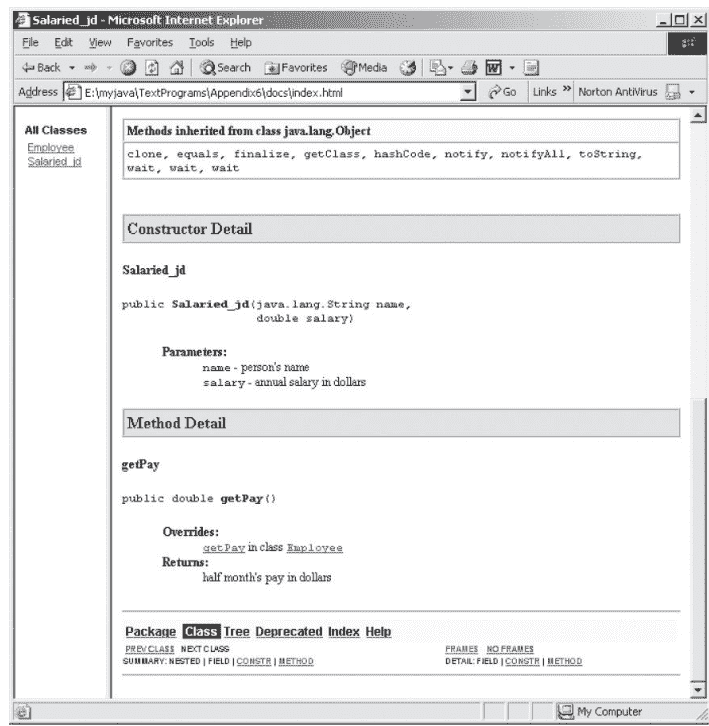 Salaried_jd - Microsoft Internet Explorer
File Edit View Favorites Tools Help
Back Search Favorites Media
Address E:\myjava\TextPrograms\Appendix6\docs\index.html Go Links » Norton AntiVirus
All Classes
Employee
Salaried_jd
Methods inherited from class java.lang.Object
clone, equals, finalize, getClass, hashCode, notify, notifyAll, toString,
wait, wait, wait
Constructor Detail
Salaried_jd
public Salaried_jd(java.lang.String name,
double salary)
Parameters:
name - person's name
salary - annual salary in dollars
Method Detail
getPay
public double getPay()
Overrides:
getPay in class Employee
Returns:
half month's pay in dollars
Package Class Tree Deprecated Index Help
PREV CLASS NEXT CLASS FRAMES NO FRAMES
SUMMARY: NESTED | FIELD | CONSTR | METHOD DETAIL: FIELD | CONSTR | METHOD
My Computer